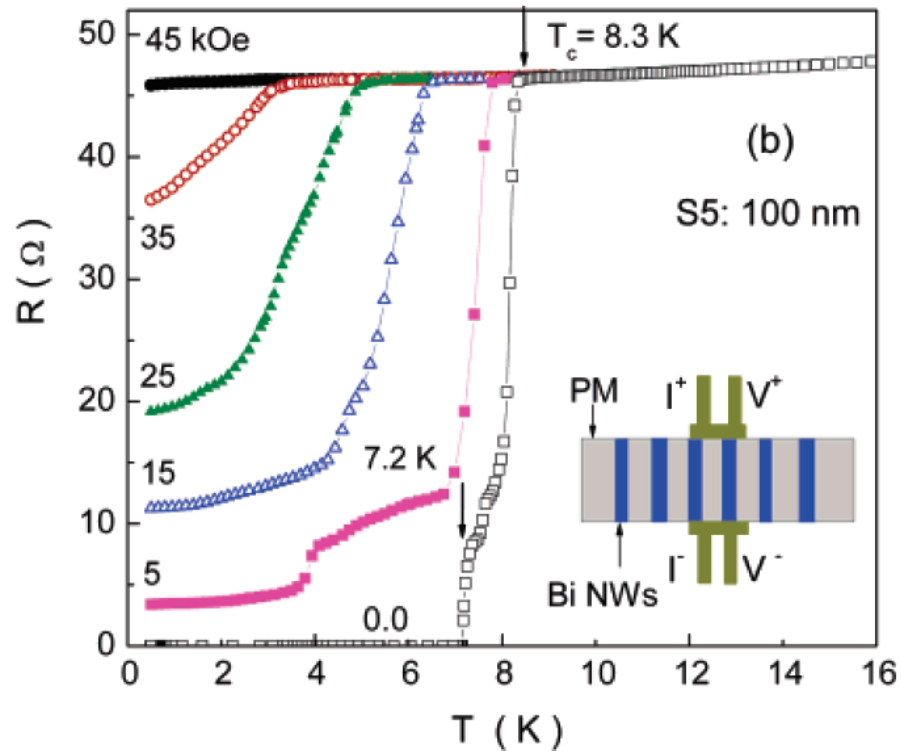 50
40
30
20
10
0
R ( Ω )
45 kOe
35
25
15
5
0.0
7.2 K
T_c = 8.3 K
(b)
S5: 100 nm
PM
I⁺ V⁺
I⁻ V⁻
Bi NWs
0 2 4 6 8 10 12 14 16
T ( K )